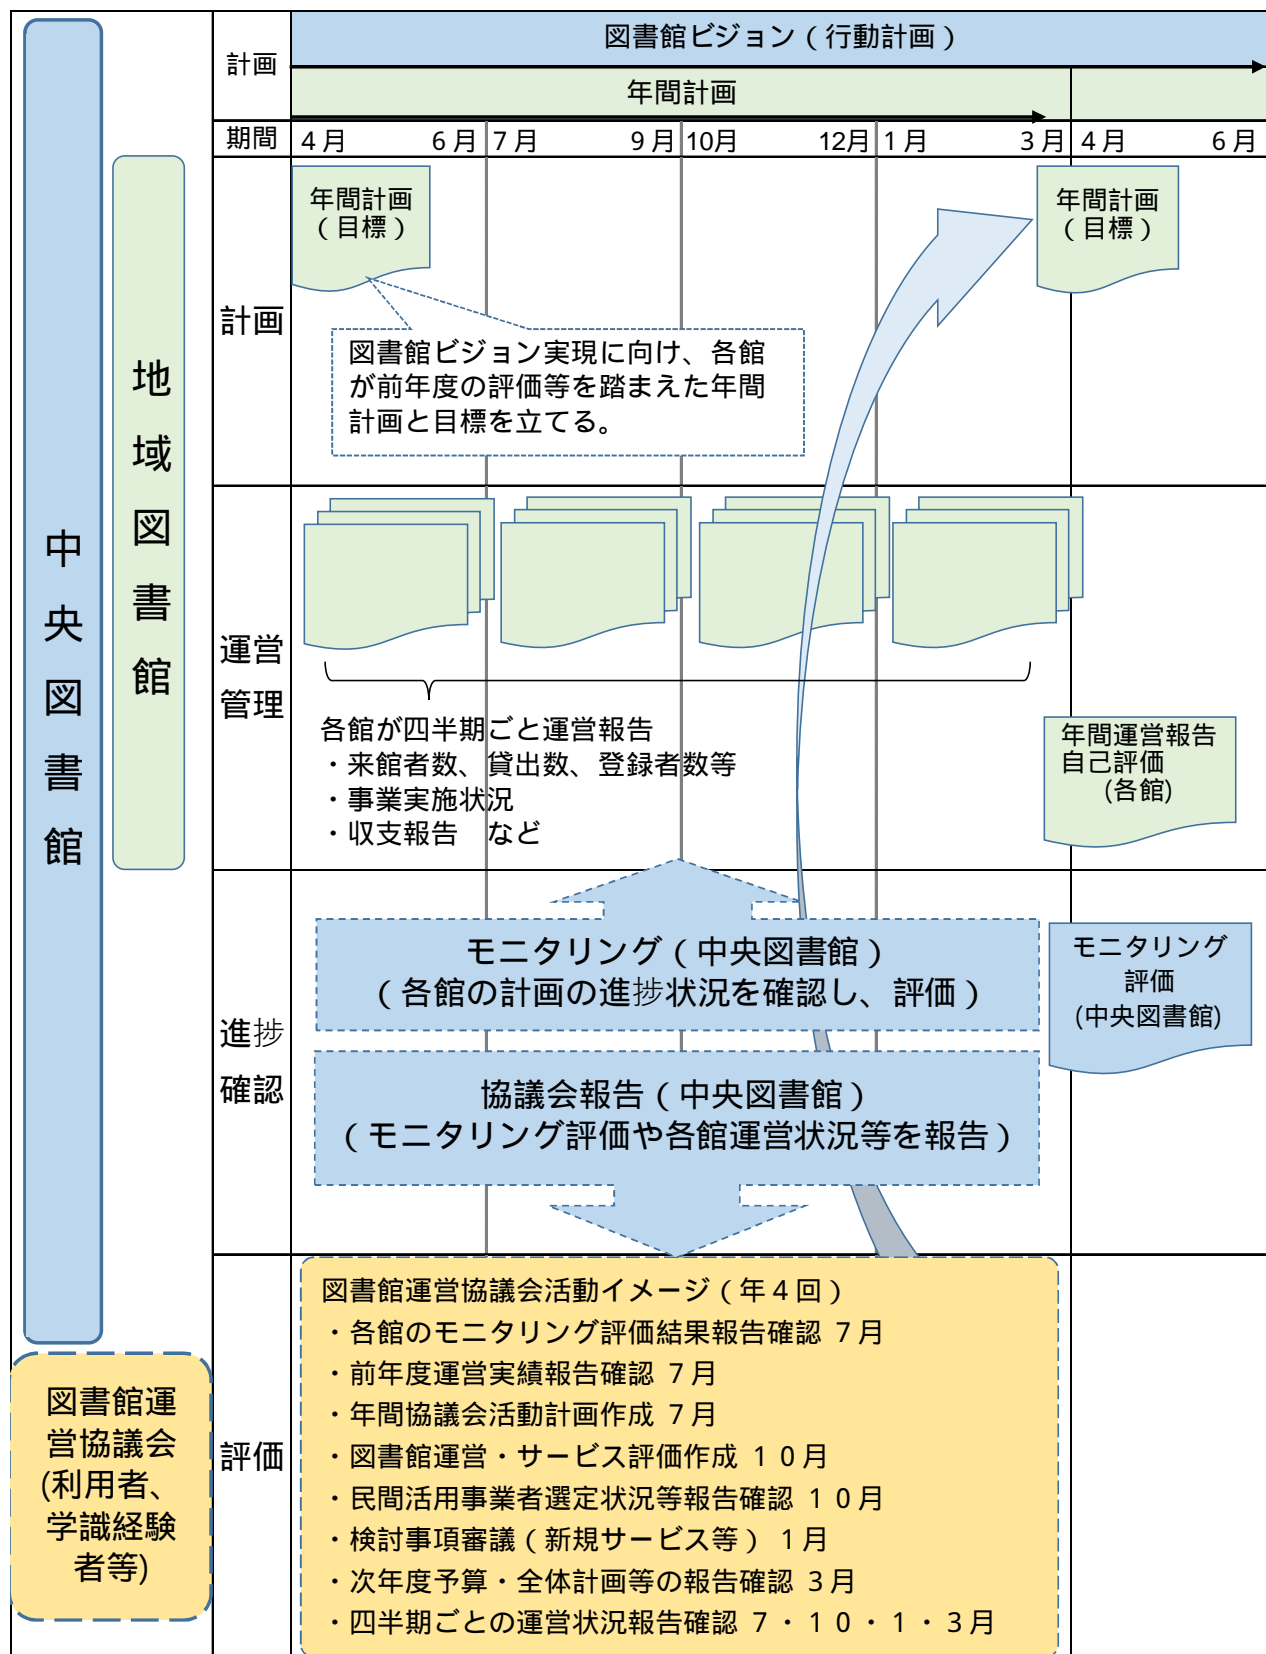 計画
図書館ビジョン（行動計画）
年間計画
期間
4月 6月 7月 9月 10月 12月 1月 3月 4月 6月
中央図書館
地域図書館
計画
年間計画
（目標）
年間計画
（目標）
図書館ビジョン実現に向け、各館
が前年度の評価等を踏まえた年間
計画と目標を立てる。
運営
管理
各館が四半期ごと運営報告
・来館者数、貸出数、登録者数等
・事業実施状況
・収支報告　など
年間運営報告
自己評価
(各館)
進捗
確認
モニタリング（中央図書館）
（各館の計画の進捗状況を確認し、評価）
モニタリング
評価
(中央図書館)
協議会報告（中央図書館）
（モニタリング評価や各館運営状況等を報告）
図書館運
営協議会
(利用者、
学識経験
者等)
評価
図書館運営協議会活動イメージ（年４回）
・各館のモニタリング評価結果報告確認 ７月
・前年度運営実績報告確認 ７月
・年間協議会活動計画作成 ７月
・図書館運営・サービス評価作成 １０月
・民間活用事業者選定状況等報告確認 １０月
・検討事項審議（新規サービス等） １月
・次年度予算・全体計画等の報告確認 ３月
・四半期ごとの運営状況報告確認 ７・１０・１・３月